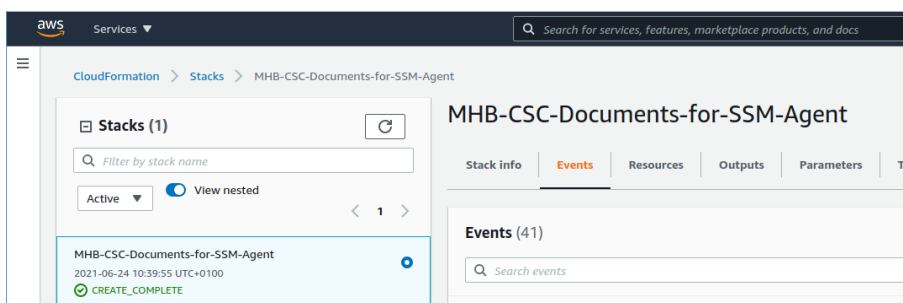 aws Services ▼ Search for services, features, marketplace products, and docs
CloudFormation > Stacks > MHB-CSC-Documents-for-SSM-Agent
Stacks (1)
Filter by stack name
Active ▼ View nested
< 1 >
MHB-CSC-Documents-for-SSM-Agent
2021-06-24 10:39:55 UTC+0100
CREATE_COMPLETE
MHB-CSC-Documents-for-SSM-Agent
Stack info Events Resources Outputs Parameters
Events (41)
Search events